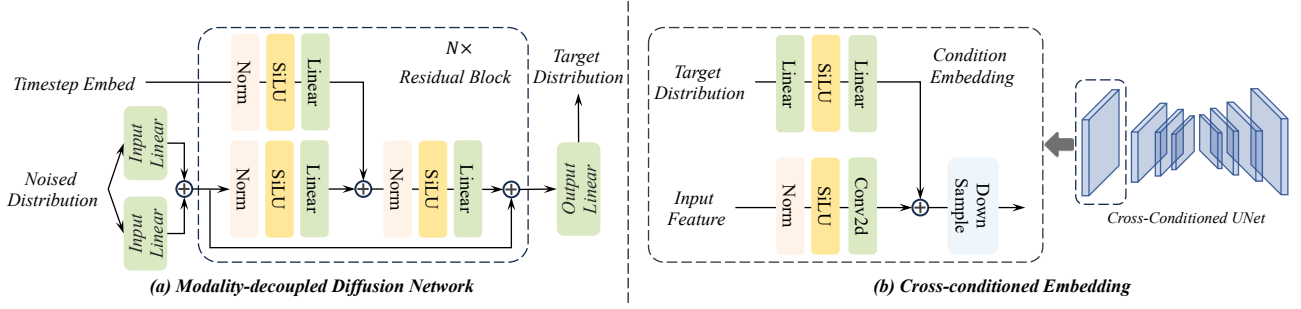 Timestep Embed
Norm
SiLU
Linear
N×
Residual Block
Target
Distribution
Input
Linear
Noised
Distribution
Input
Linear
Norm
SiLU
Linear
Norm
SiLU
Linear
Output
Linear
(a) Modality-decoupled Diffusion Network
Target
Distribution
Linear
SiLU
Linear
Condition
Embedding
Input
Feature
Norm
SiLU
Conv2d
Down
Sample
Cross-Conditioned UNet
(b) Cross-conditioned Embedding